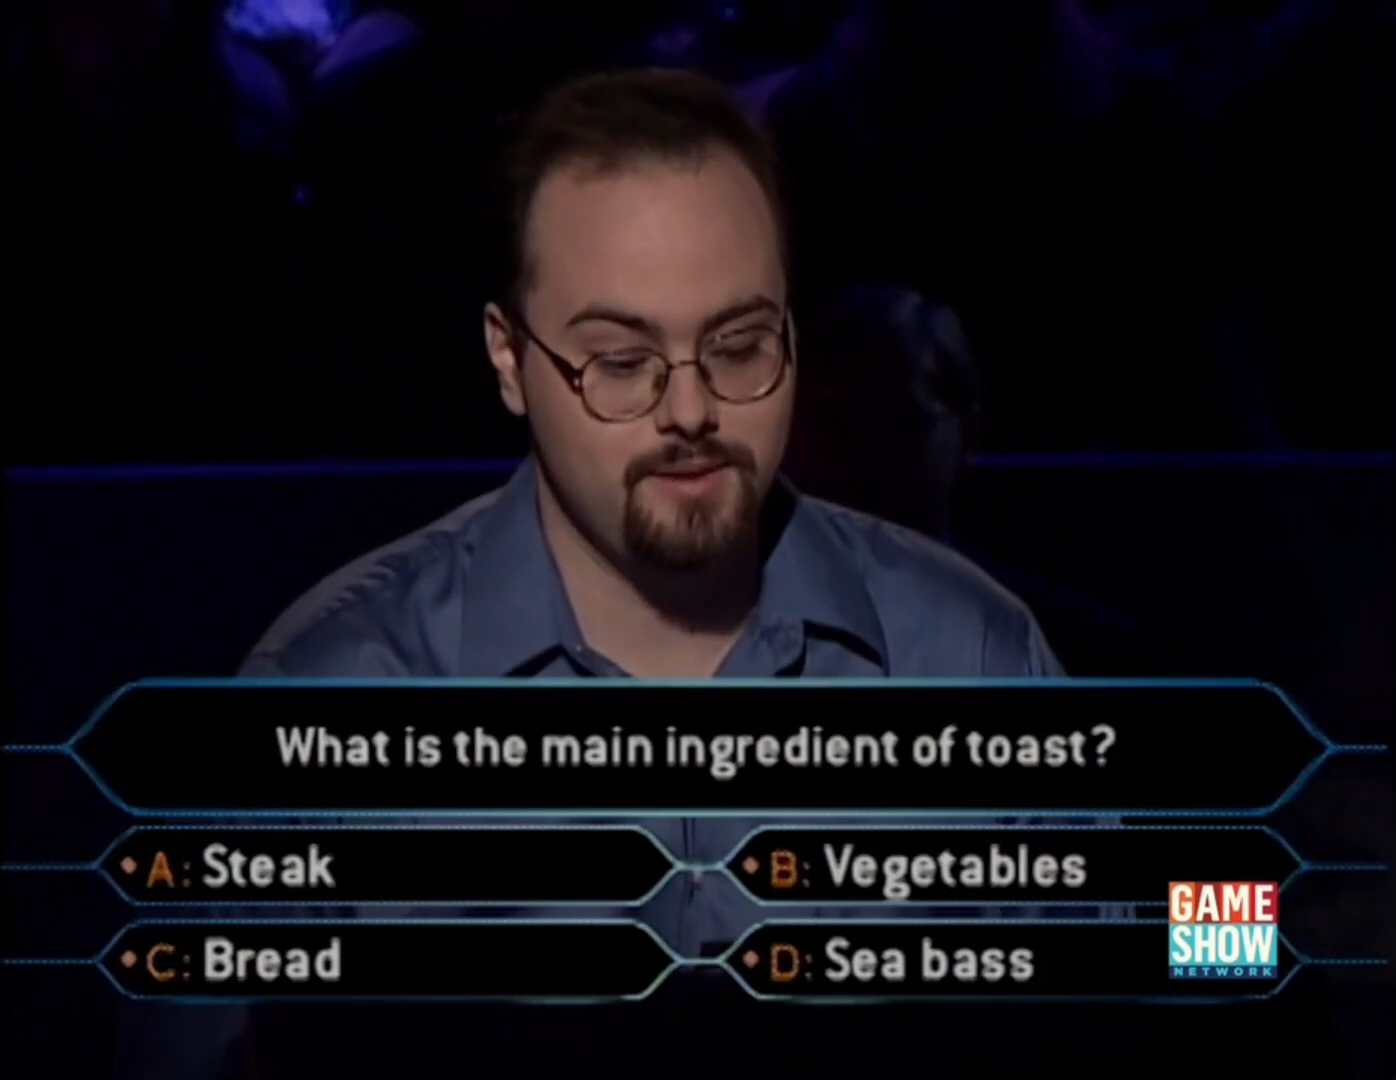 What is the main ingredient of toast?
A: Steak
B: Vegetables
C: Bread
D: Sea bass
GAME
SHOW
NETWORK